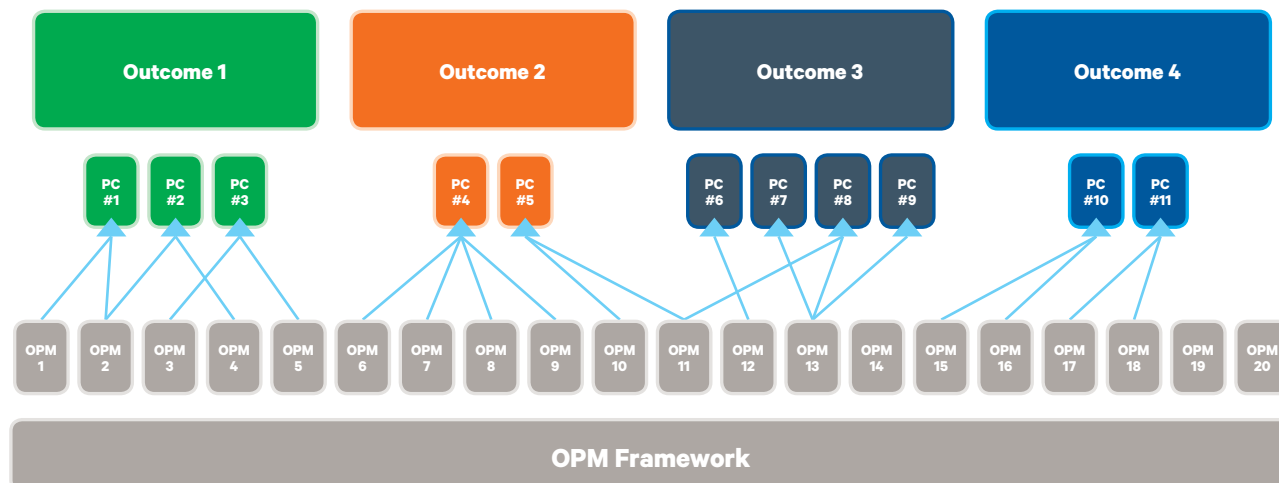 Outcome 1
Outcome 2
Outcome 3
Outcome 4
PC
#1
PC
#2
PC
#3
PC
#4
PC
#5
PC
#6
PC
#7
PC
#8
PC
#9
PC
#10
PC
#11
OPM
1
OPM
2
OPM
3
OPM
4
OPM
5
OPM
6
OPM
7
OPM
8
OPM
9
OPM
10
OPM
11
OPM
12
OPM
13
OPM
14
OPM
15
OPM
16
OPM
17
OPM
18
OPM
19
OPM
20
OPM Framework